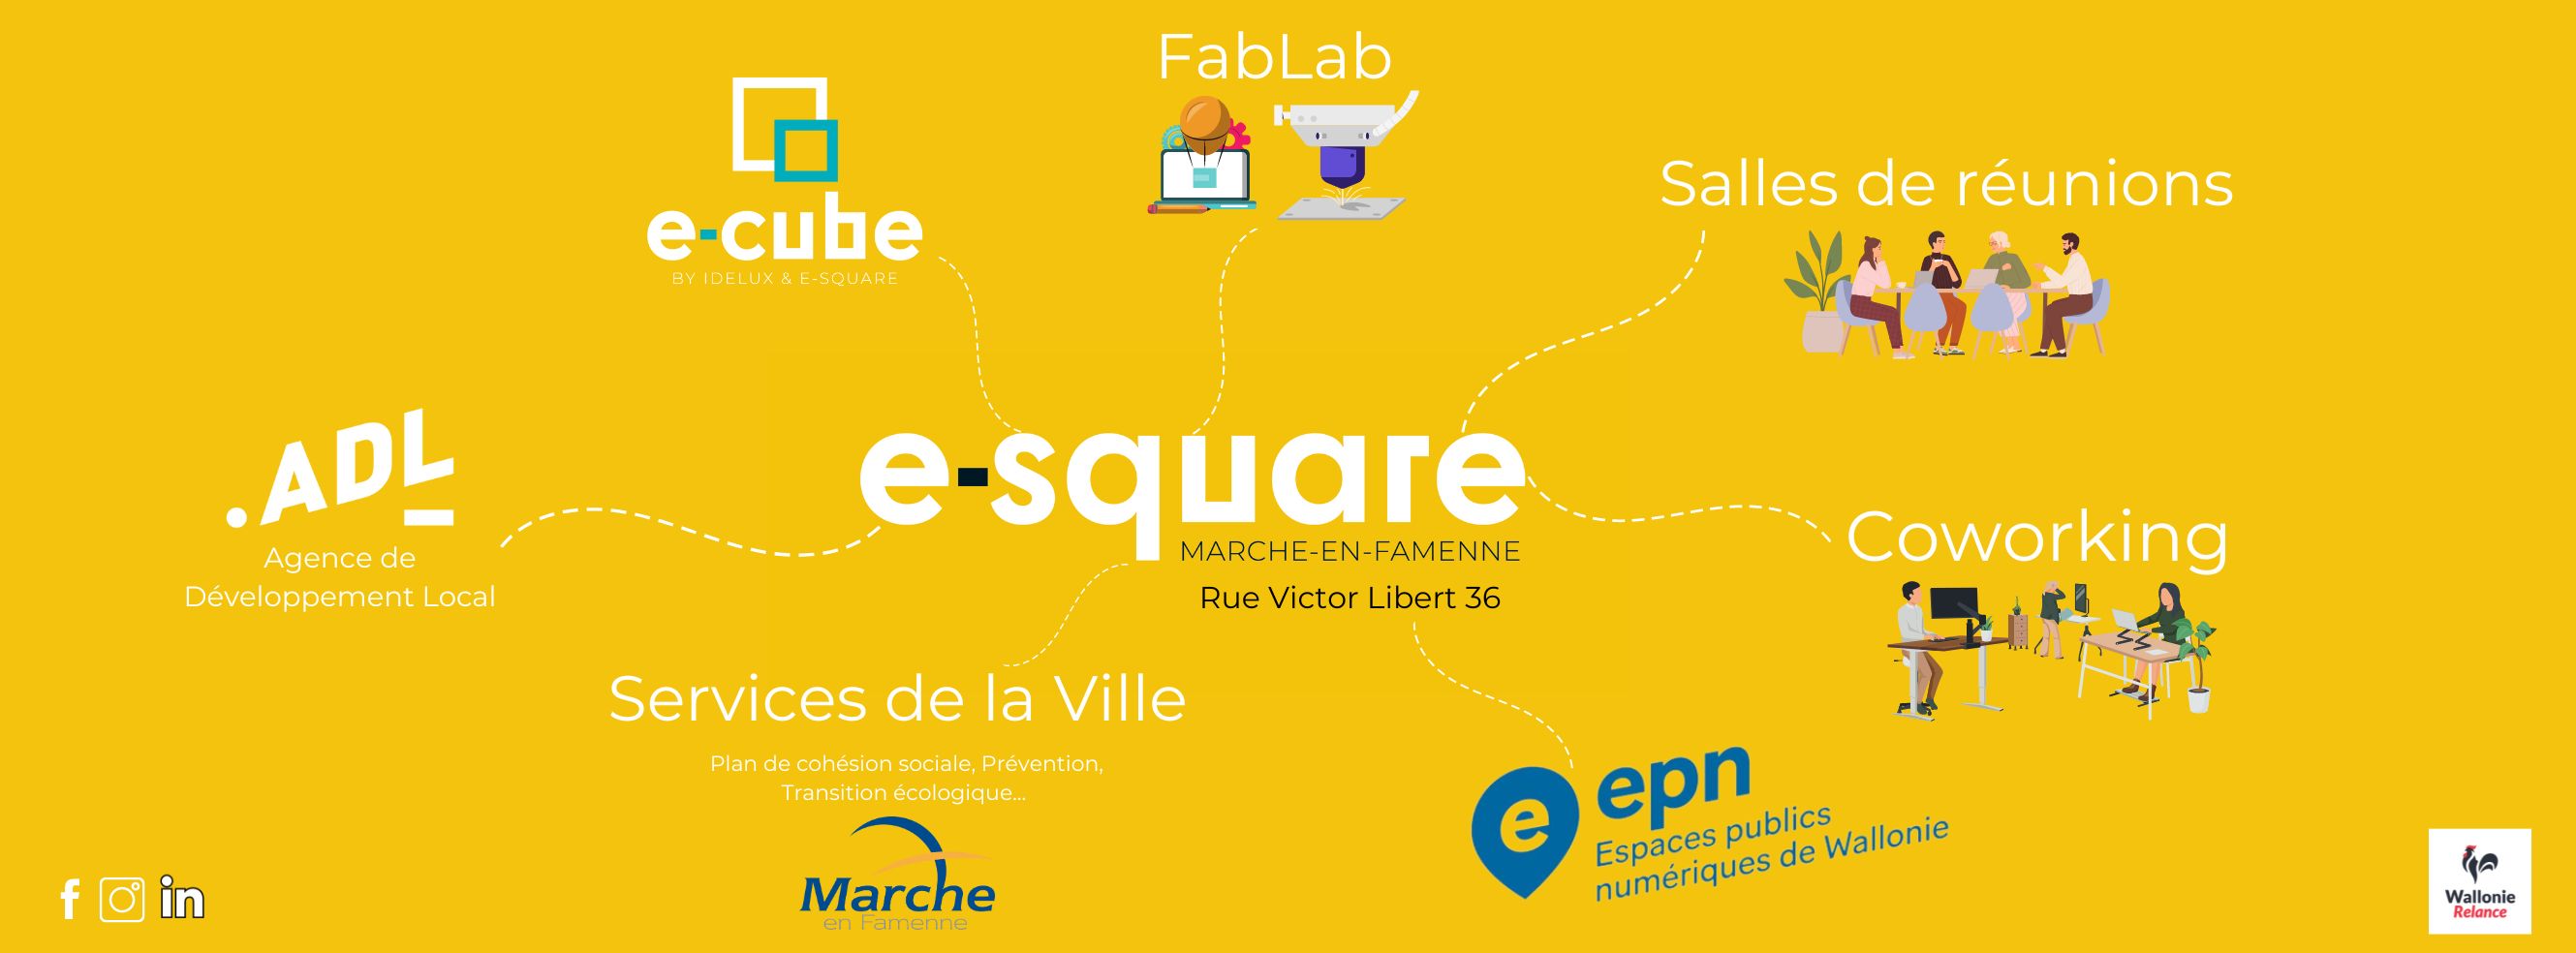 FabLab
e-cube
BY IDELUX & E-SQUARE
Salles de réunions
.ADL
Agence de
Développement Local
e-square
MARCHE-EN-FAMENNE
Rue Victor Libert 36
Coworking
Services de la Ville
Plan de cohésion sociale, Prévention,
Transition écologique...
Marche
en Famenne
e
epn
Espaces publics
numériques de Wallonie
f
in
Wallonie
Relance